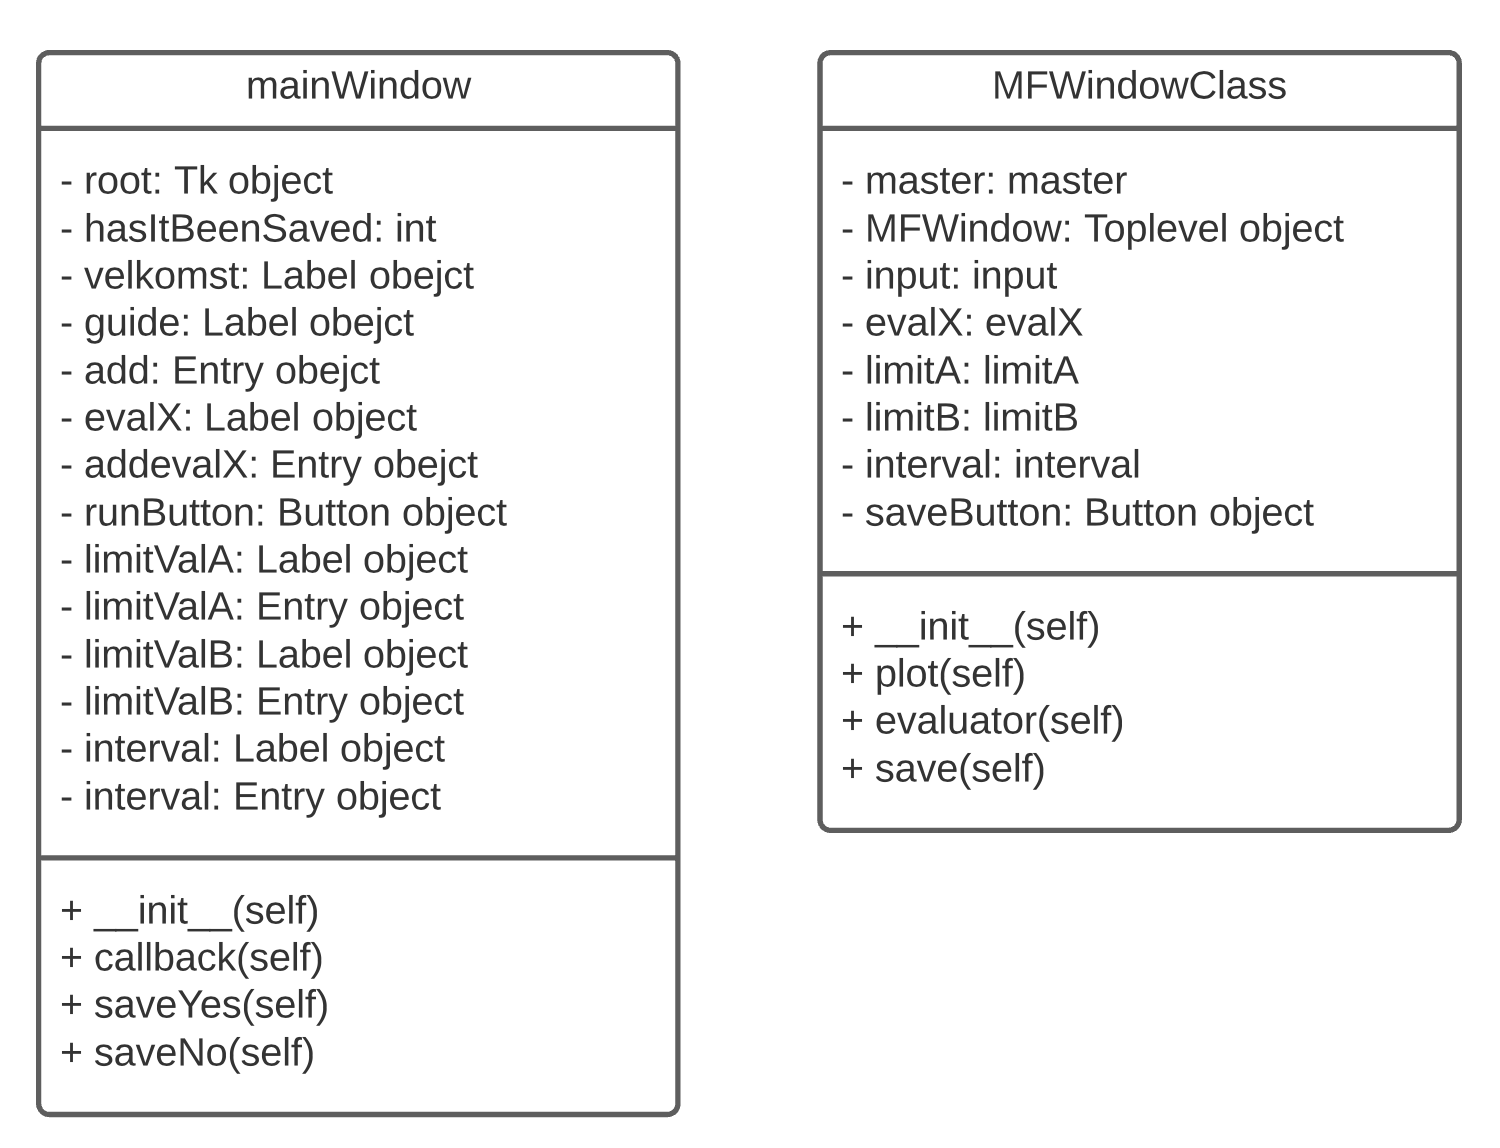 mainWindow
- root: Tk object
- hasItBeenSaved: int
- velkomst: Label obejct
- guide: Label obejct
- add: Entry obejct
- evalX: Label object
- addevalX: Entry obejct
- runButton: Button object
- limitValA: Label object
- limitValA: Entry object
- limitValB: Label object
- limitValB: Entry object
- interval: Label object
- interval: Entry object
+ __init__(self)
+ callback(self)
+ saveYes(self)
+ saveNo(self)
MFWindowClass
- master: master
- MFWindow: Toplevel object
- input: input
- evalX: evalX
- limitA: limitA
- limitB: limitB
- interval: interval
- saveButton: Button object
+ __init__(self)
+ plot(self)
+ evaluator(self)
+ save(self)